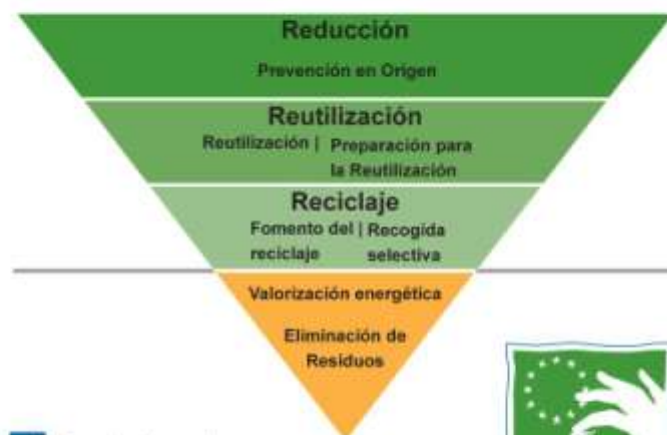 Reducción
Prevención en Origen
Reutilización
Reutilización | Preparación para
la Reutilización
Reciclaje
Fomento del | Recogida
reciclaje selectiva
Valorización energética
Eliminación de
Residuos